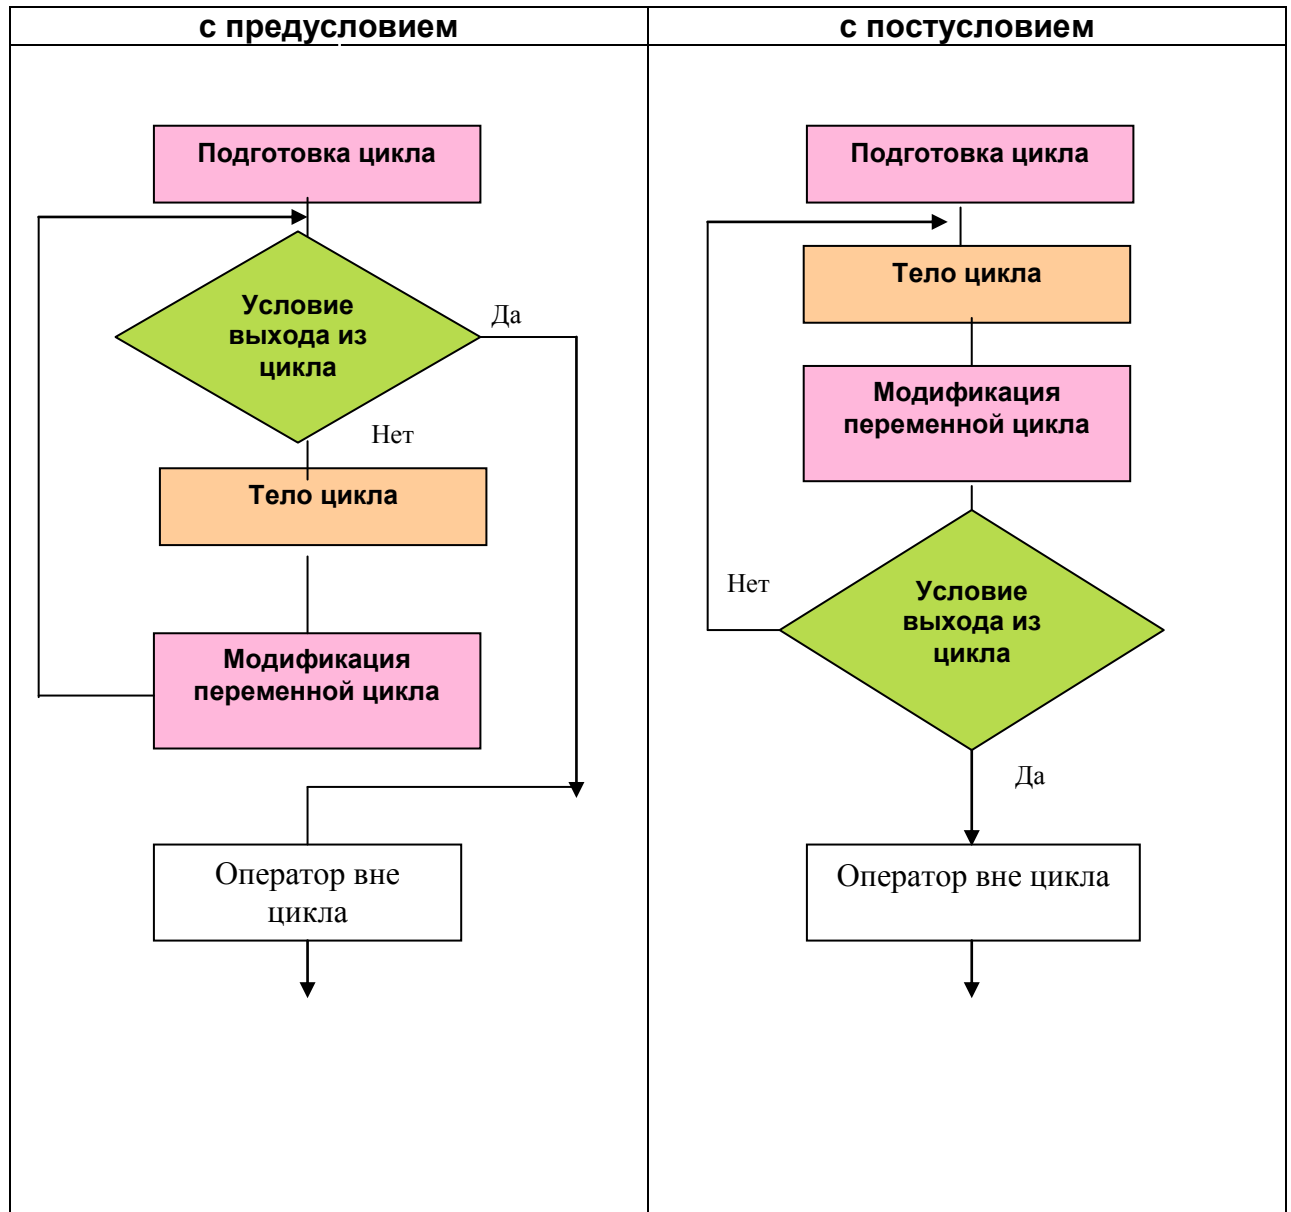 с предусловием
Подготовка цикла
Условие
выхода из
цикла
Да
Нет
Тело цикла
Модификация
переменной цикла
Оператор вне
цикла
с постусловием
Подготовка цикла
Тело цикла
Модификация
переменной цикла
Нет
Условие
выхода из
цикла
Да
Оператор вне цикла